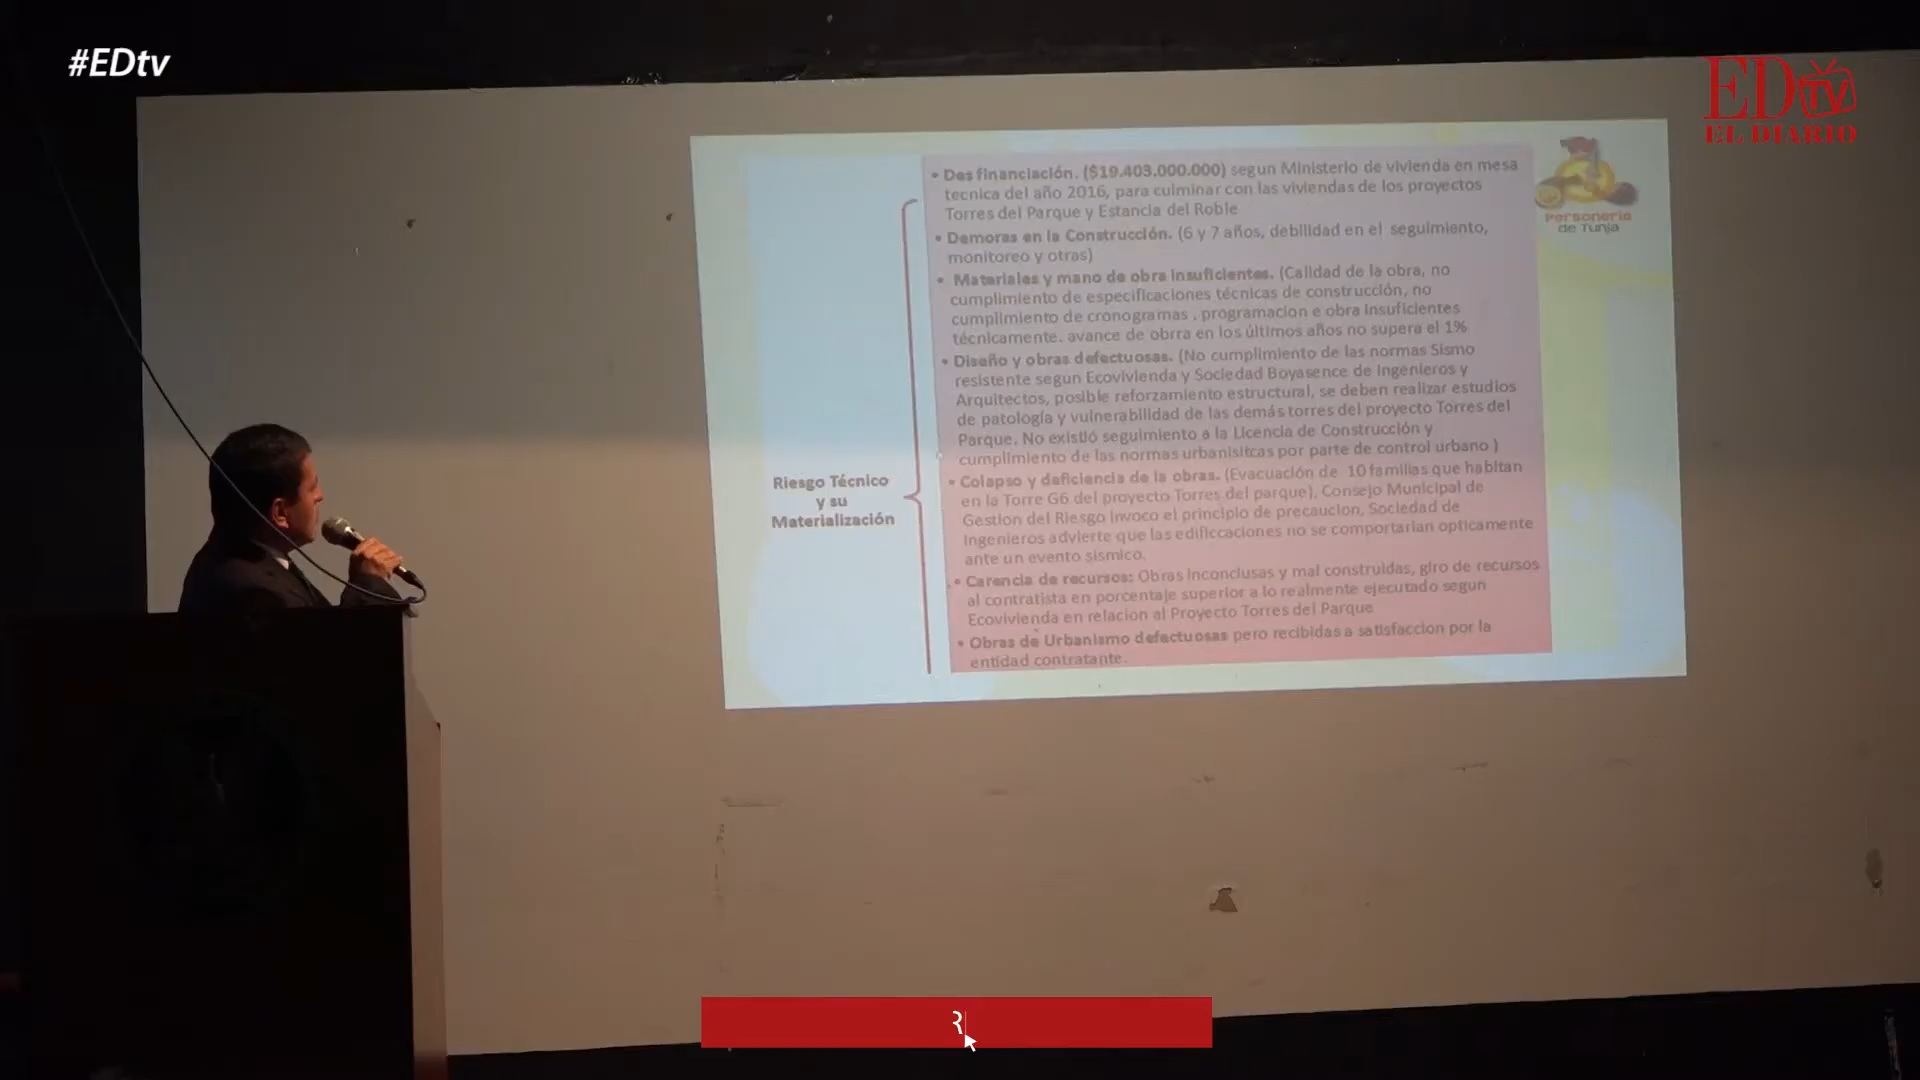 #EDtv
ED TV
EL DIARIO
• Des financiación. ($19.403.000.000) segun Ministerio de vivienda en mesa
tecnica del año 2016, para culminar con las viviendas de los proyectos
Torres del Parque y Estancia del Roble
• Demoras en la Construcción. (6 y 7 años, debilidad en el seguimiento,
monitoreo y otras)
• Materiales y mano de obra insuficientes. (Calidad de la obra, no
cumplimiento de especificaciones técnicas de construcción, no
cumplimiento de cronogramas , programacion e obra insuficientes
técnicamente. avance de obrra en los últimos años no supera el 1%
• Diseño y obras defectuosas. (No cumplimiento de las normas Sismo
resistente segun Ecovivienda y Sociedad Boyasence de Ingenieros y
Arquitectos, posible reforzamiento estructural, se deben realizar estudios
de patología y vulnerabilidad de las demás torres del proyecto Torres del
Parque. No existió seguimiento a la Licencia de Construcción y
cumplimiento de las normas urbanisitcas por parte de control urbano )
• Colapso y deficiencia de la obras. (Evacuación de 10 familias que habitan
en la Torre G6 del proyecto Torres del parque), Consejo Municipal de
Gestion del Riesgo invoco el principio de precaucion, Sociedad de
Ingenieros advierte que las edificcaciones no se comportarian opticamente
ante un evento sismico.
• Carencia de recursos: Obras inconclusas y mal construidas, giro de recursos
al contratista en porcentaje superior a lo realmente ejecutado segun
Ecovivienda en relacion al Proyecto Torres del Parque
• Obras de Urbanismo defectuosas pero recibidas a satisfaccion por la
entidad contratante.
Riesgo Técnico
y su
Materialización
Personería
de Tunja